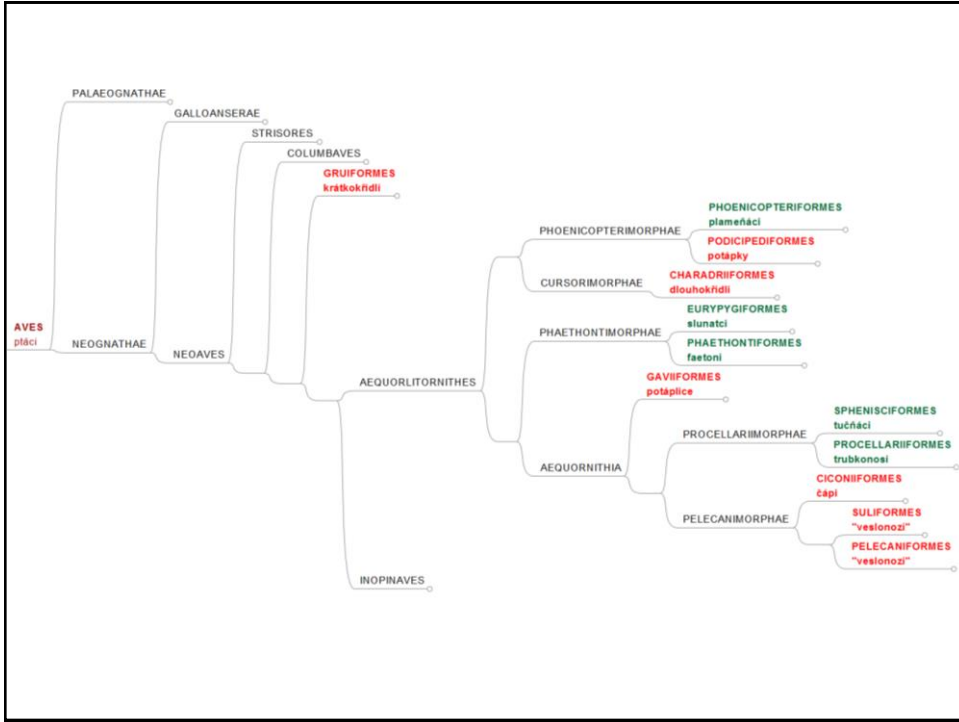 PALAEOGNATHAE
GALLOANSERAE
STRISORES
COLUMBAVES
GRUIFORMES
krátkokřídlí
PHOENICOPTERIFORMES
plameňáci
PHOENICOPTERIMORPHAE
PODICIPEDIFORMES
potápky
CURSORIMORPHAE
CHARADRIIFORMES
dlouhokřídlí
EURYPYGIFORMES
slunatci
PHAETHONTIMORPHAE
PHAETHONTIFORMES
faetoni
AVES
ptáci
NEOGNATHAE
NEOAVES
AEQUORLITORNITHES
GAVIIFORMES
potáplice
SPHENISCIFORMES
tučňáci
PROCELLARIIMORPHAE
PROCELLARIIFORMES
trubkonosí
AEQUORNITHIA
CICONIIFORMES
čápi
PELECANIMORPHAE
SULIFORMES
"veslonozí"
PELECANIFORMES
"veslonozí"
INOPINAVES